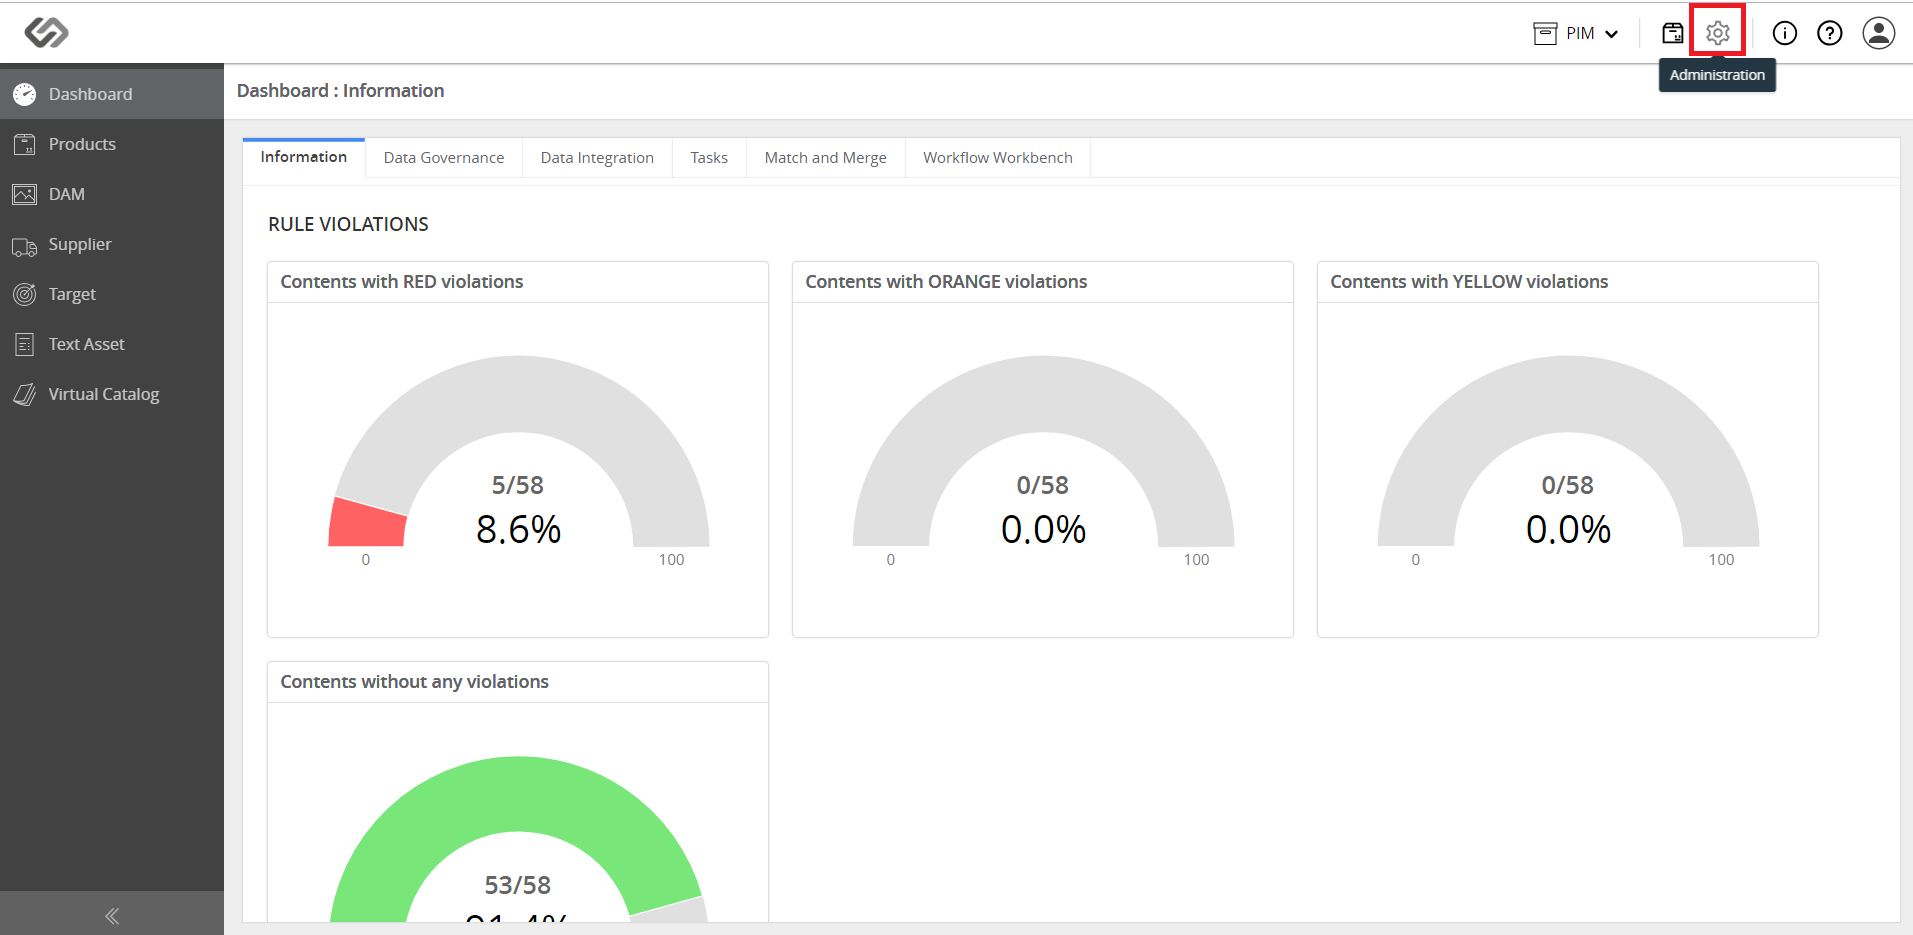 PIM
Administration
Dashboard
Products
DAM
Supplier
Target
Text Asset
Virtual Catalog
Dashboard : Information
Information
Data Governance
Data Integration
Tasks
Match and Merge
Workflow Workbench
RULE VIOLATIONS
Contents with RED violations
5/58
8.6%
0
100
Contents with ORANGE violations
0/58
0.0%
0
100
Contents with YELLOW violations
0/58
0.0%
0
100
Contents without any violations
53/58
91.4%